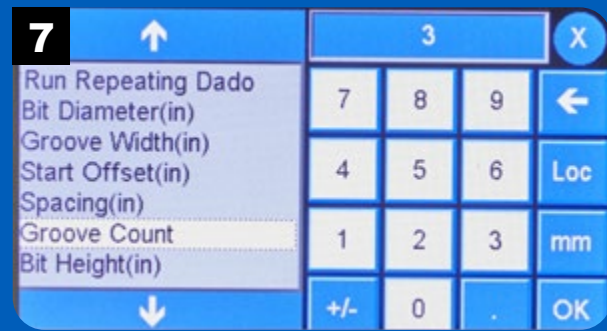 7
3
X
Run Repeating Dado
Bit Diameter(in)
Groove Width(in)
Start Offset(in)
Spacing(in)
Groove Count
Bit Height(in)
7 8 9
4 5 6 Loc
1 2 3 mm
+/- 0 . OK